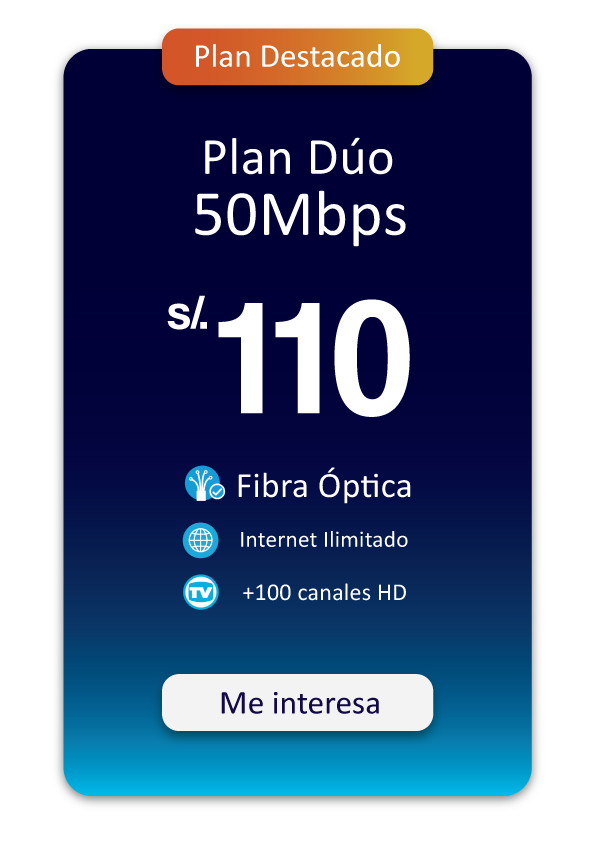 Plan Destacado
Plan Dúo
50Mbps
s/. 110
Fibra Óptica
Internet Ilimitado
TV +100 canales HD
Me interesa